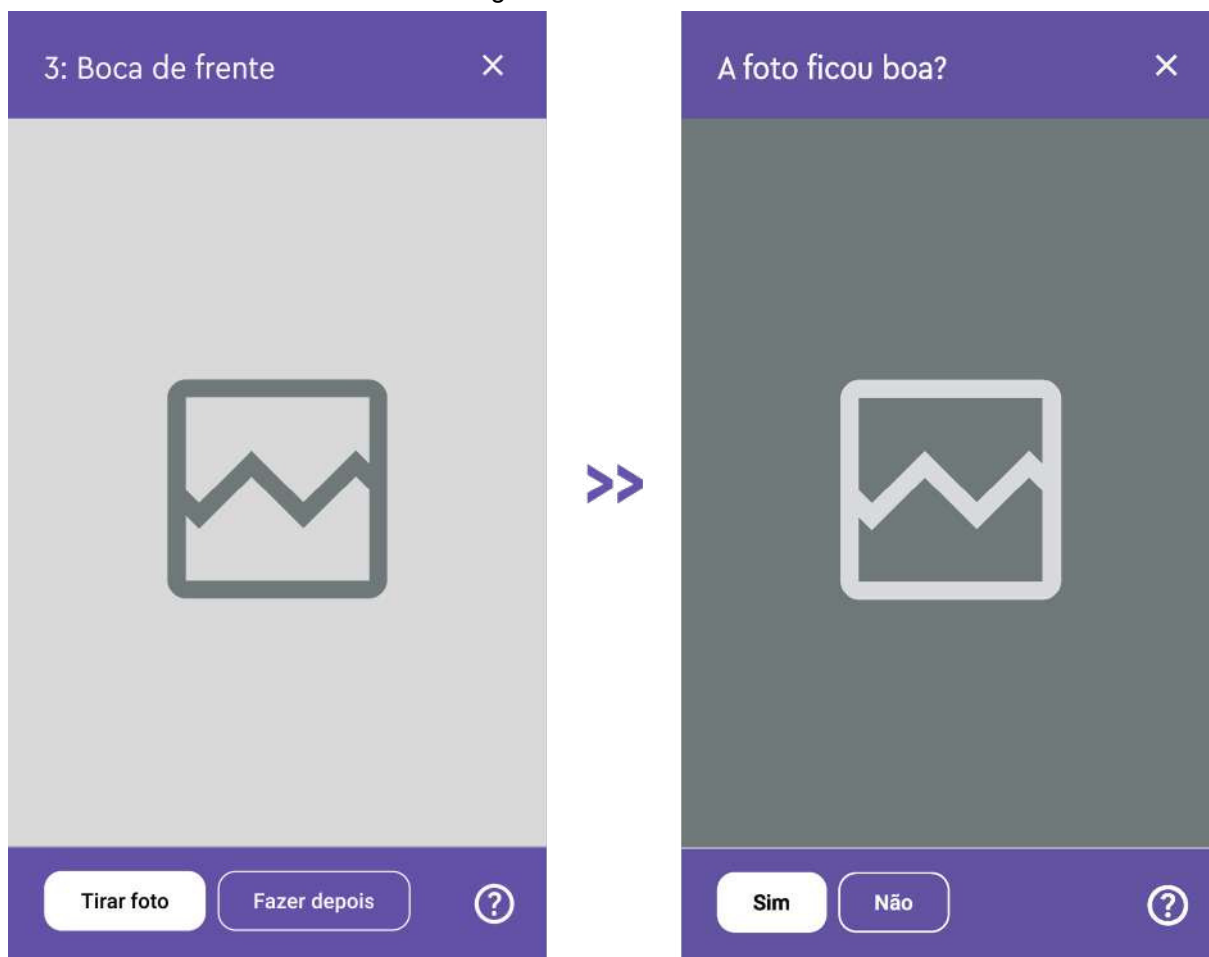 3: Boca de frente
Tirar foto
Fazer depois
?
>>
A foto ficou boa?
Sim
Não
?